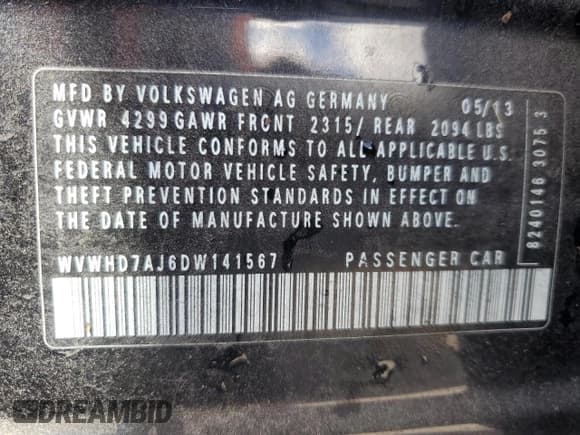 MFD BY VOLKSWAGEN AG GERMANY 05/13
GVWR 4299 GAWR FRONT 2315/ REAR 2094 LBS
THIS VEHICLE CONFORMS TO ALL APPLICABLE U.S.
FEDERAL MOTOR VEHICLE SAFETY, BUMPER AND
THEFT PREVENTION STANDARDS IN EFFECT ON
THE DATE OF MANUFACTURE SHOWN ABOVE.
WVWHD7AJ6DW141567 PASSENGER CAR
8240146 3075 3
DREAMBID